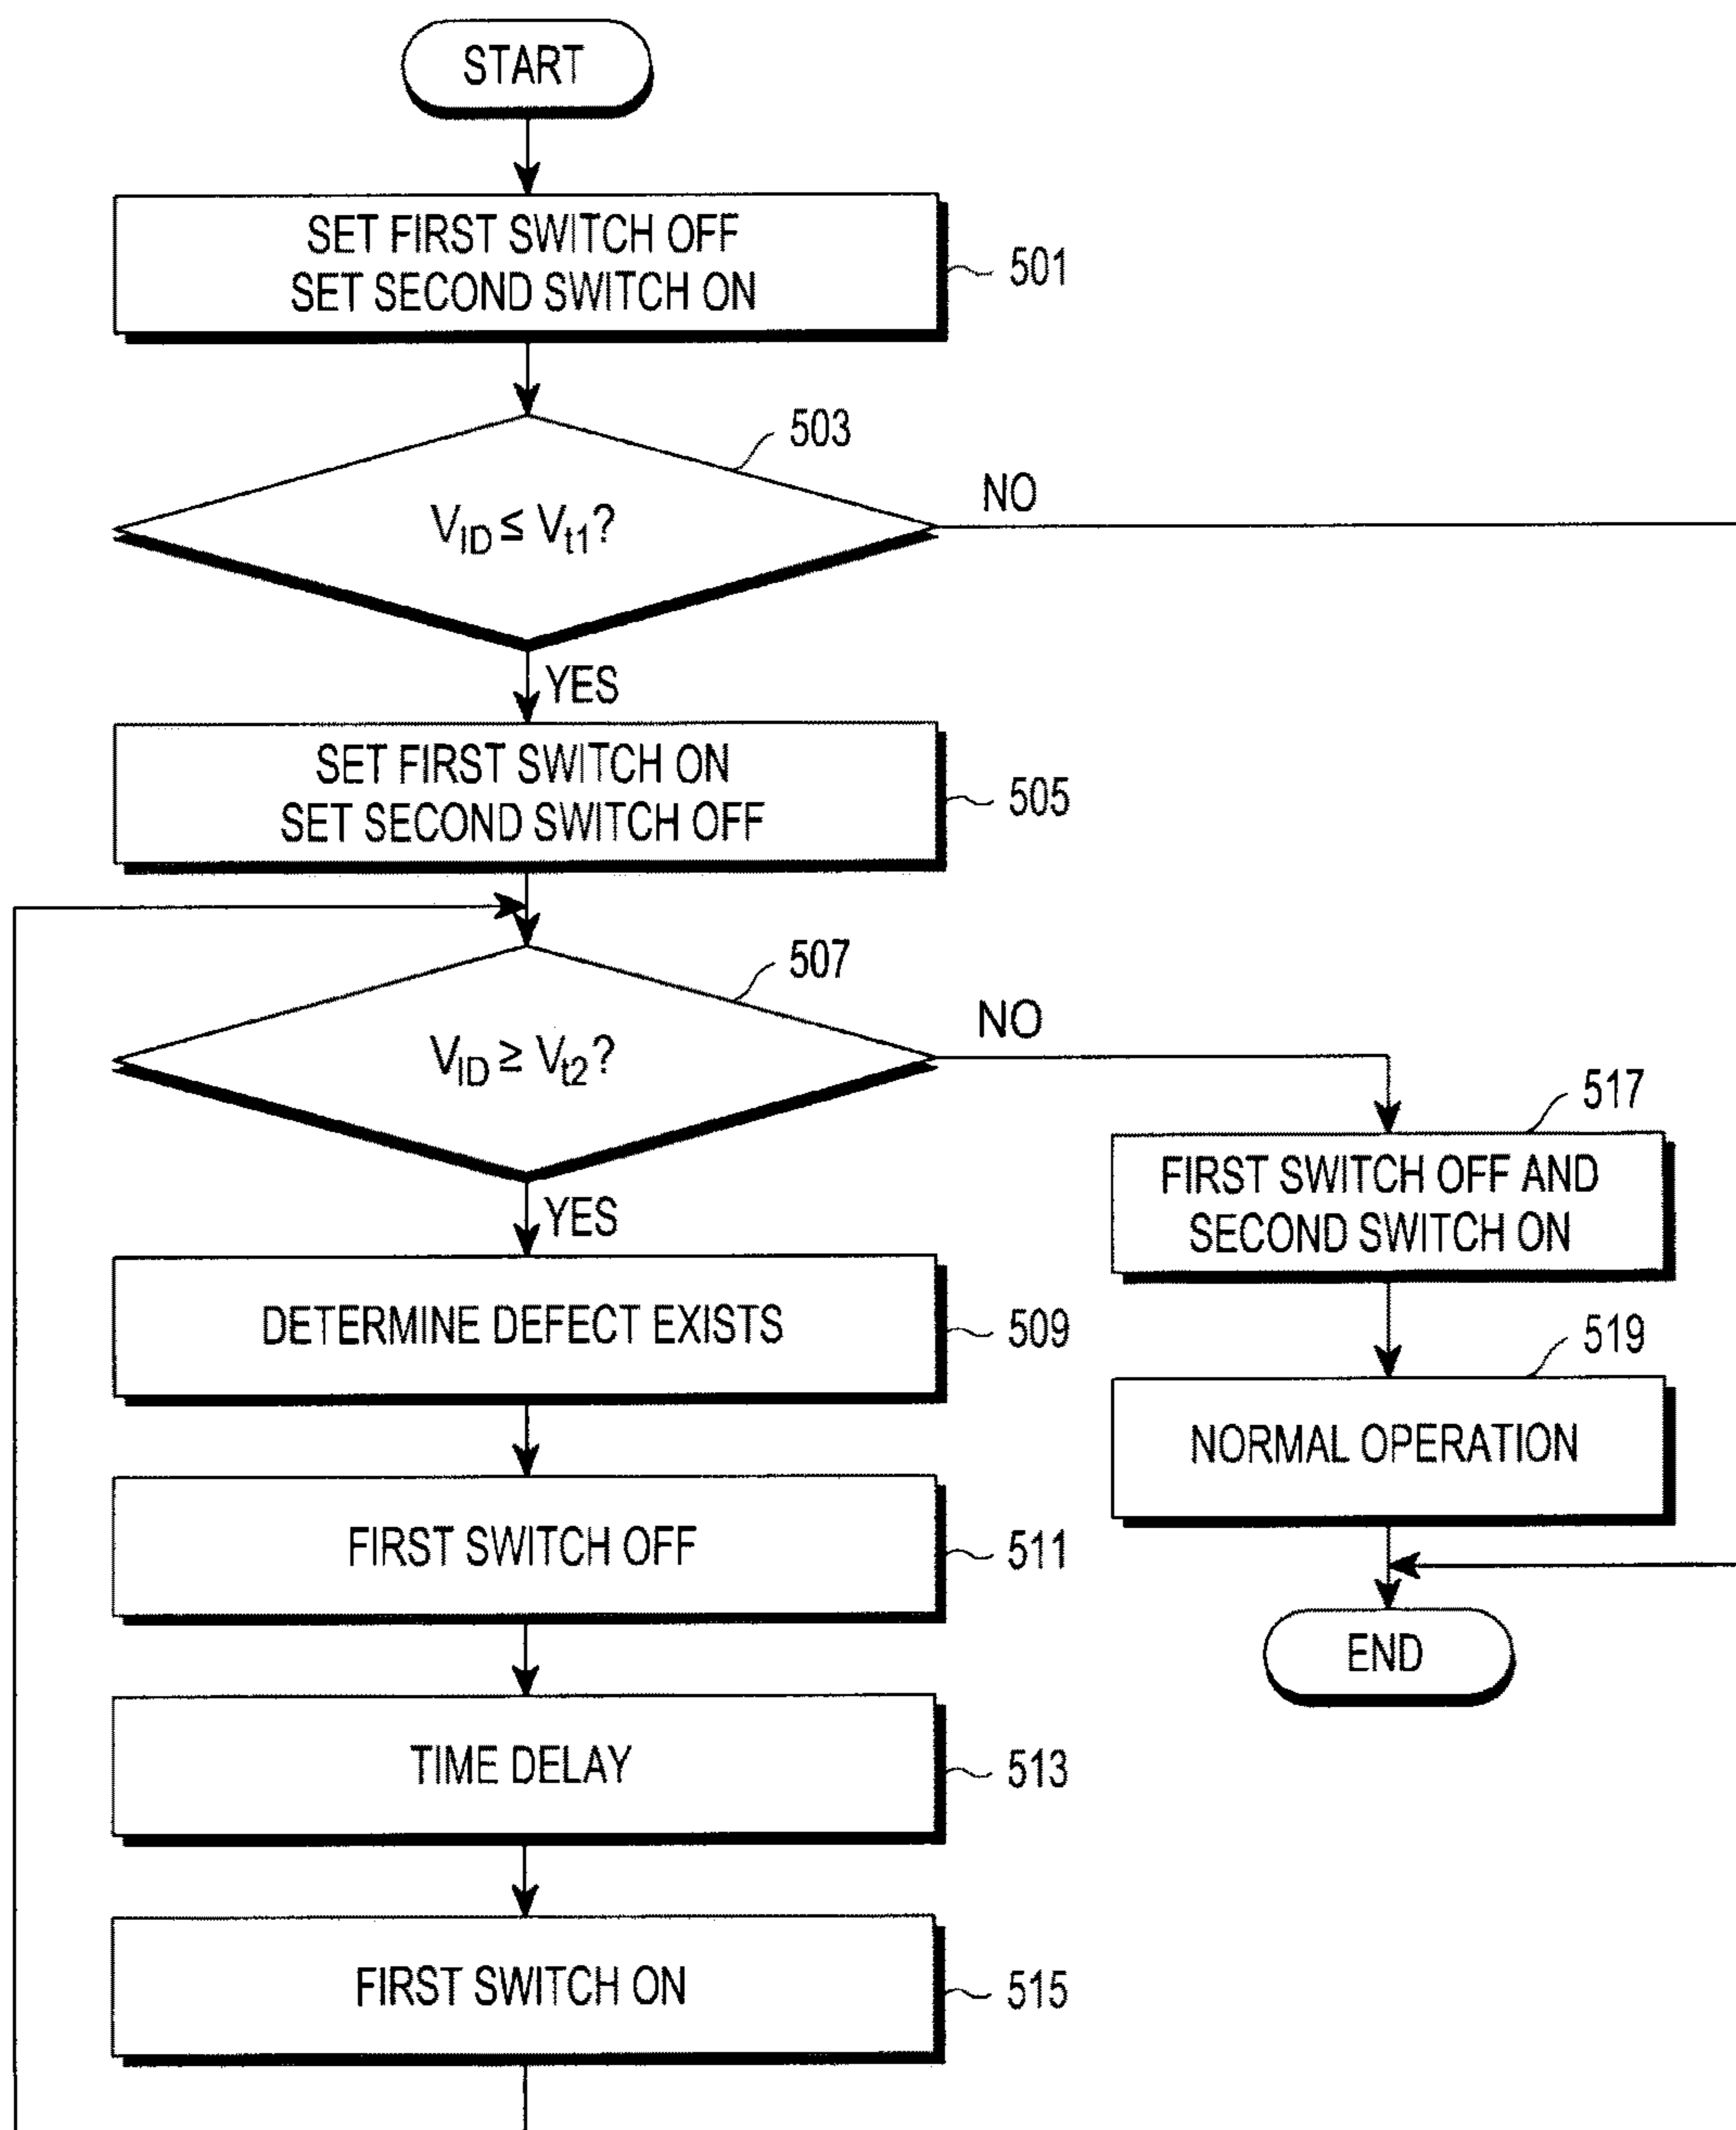 START
SET FIRST SWITCH OFF
SET SECOND SWITCH ON
501
503
V_ID ≤ V_t1?
NO
YES
SET FIRST SWITCH ON
SET SECOND SWITCH OFF
505
507
V_ID ≥ V_t2?
NO
YES
517
FIRST SWITCH OFF AND
SECOND SWITCH ON
DETERMINE DEFECT EXISTS
509
519
NORMAL OPERATION
FIRST SWITCH OFF
511
END
TIME DELAY
513
FIRST SWITCH ON
515